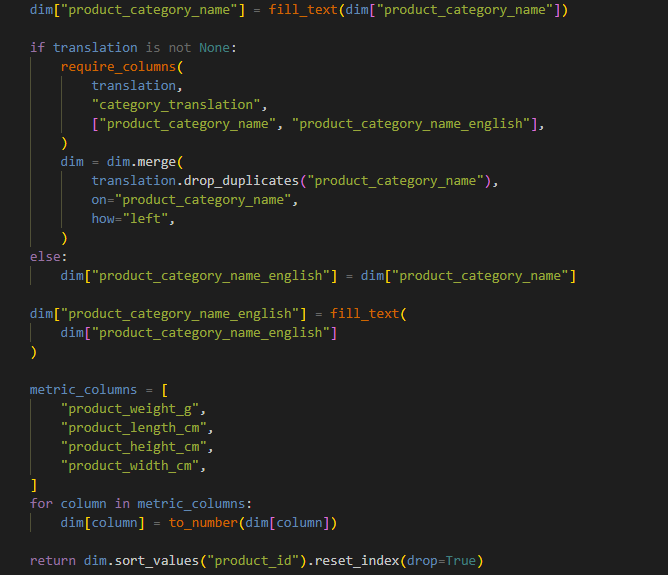 dim["product_category_name"] = fill_text(dim["product_category_name"])

if translation is not None:
    require_columns(
        translation,
        "category_translation",
        ["product_category_name", "product_category_name_english"],
    )
    dim = dim.merge(
        translation.drop_duplicates("product_category_name"),
        on="product_category_name",
        how="left",
    )
else:
    dim["product_category_name_english"] = dim["product_category_name"]

dim["product_category_name_english"] = fill_text(
    dim["product_category_name_english"]
)

metric_columns = [
    "product_weight_g",
    "product_length_cm",
    "product_height_cm",
    "product_width_cm",
]
for column in metric_columns:
    dim[column] = to_number(dim[column])

return dim.sort_values("product_id").reset_index(drop=True)